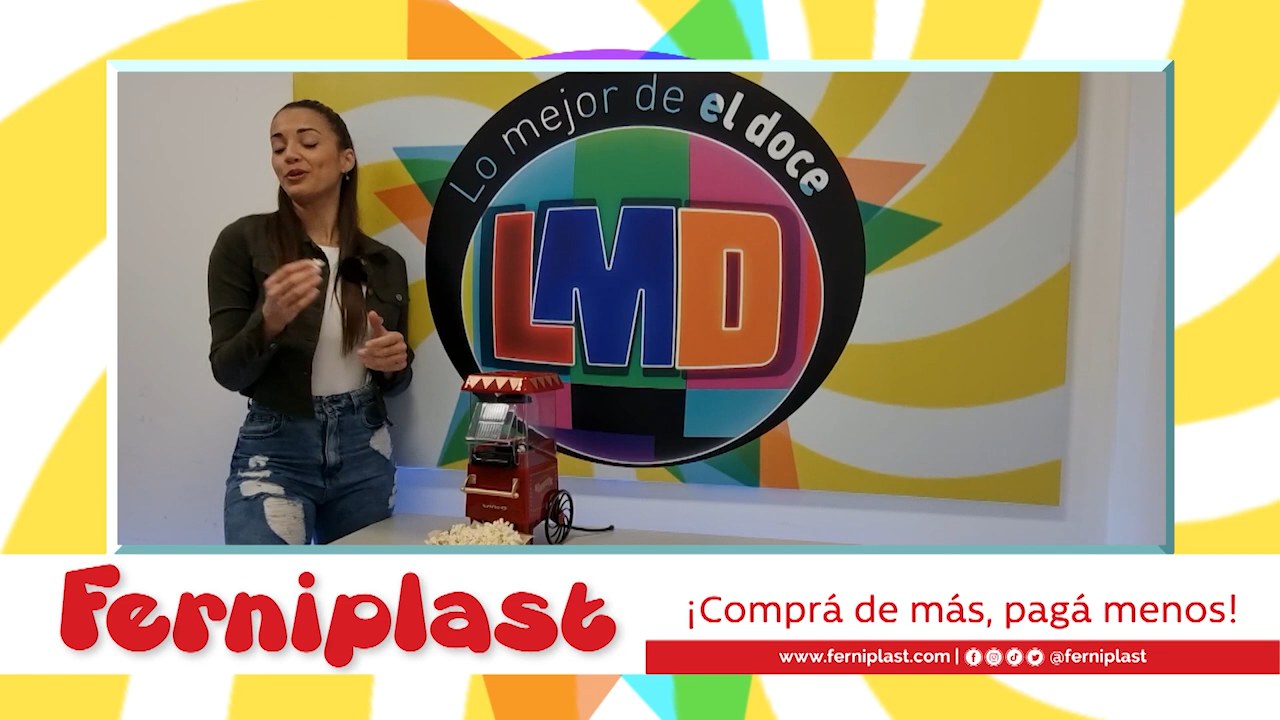 Lo mejor de el doce
LMD
Ferniplast
¡Comprá de más, pagá menos!
www.ferniplast.com | @ferniplast